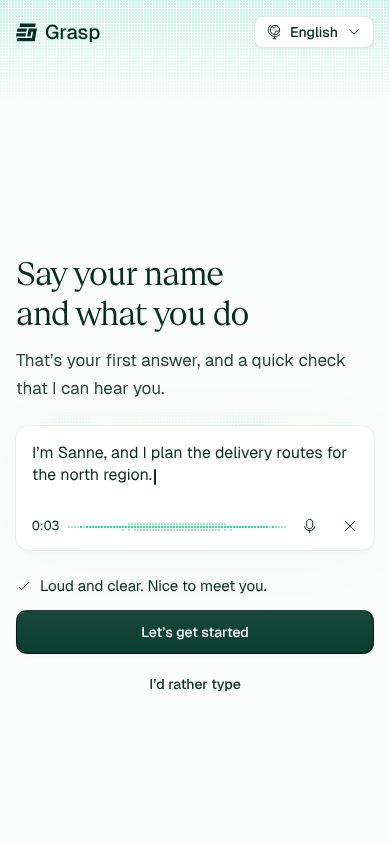 Grasp
English
Say your name
and what you do
That’s your first answer, and a quick check
that I can hear you.
I’m Sanne, and I plan the delivery routes for
the north region.
0:03
Loud and clear. Nice to meet you.
Let’s get started
I’d rather type